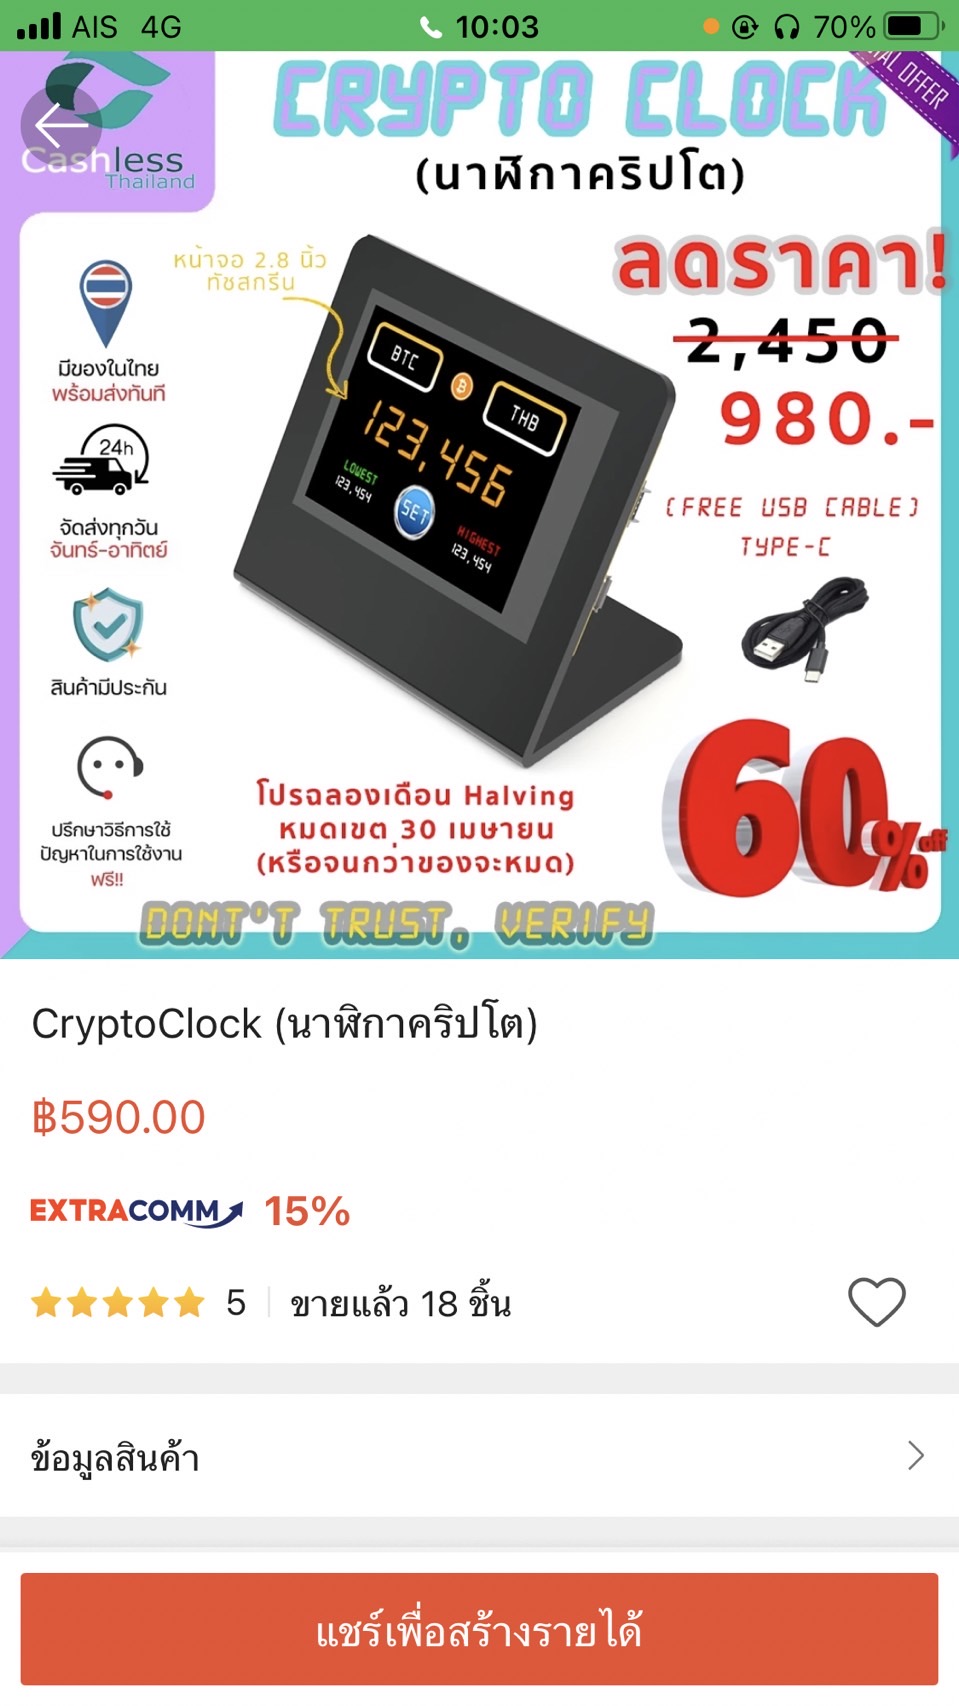 AIS 4G 10:03 70%
CRYPTO CLOCK
OFFER
Cashless
Thailand
(นาฬิกาคริปโต)
หน้าจอ 2.8 นิ้ว
ทัชสกรีน
ลดราคา!
2,450
980.-
(FREE USB CABLE)
TYPE-C
มีของในไทย
พร้อมส่งทันที
24h
จัดส่งทุกวัน
จันทร์-อาทิตย์
สินค้ามีประกัน
ปรึกษาวิธีการใช้
ปัญหาในการใช้งาน
ฟรี!!
BTC
B
THB
123,456
LOWEST
123,454
SET
HIGHEST
123,454
60% off
โปรฉลองเดือน Halving
หมดเขต 30 เมษายน
(หรือจนกว่าของจะหมด)
DONT'T TRUST, VERIFY
CryptoClock (นาฬิกาคริปโต)
฿590.00
EXTRACOMM 15%
5 ขายแล้ว 18 ชิ้น
ข้อมูลสินค้า
แชร์เพื่อสร้างรายได้